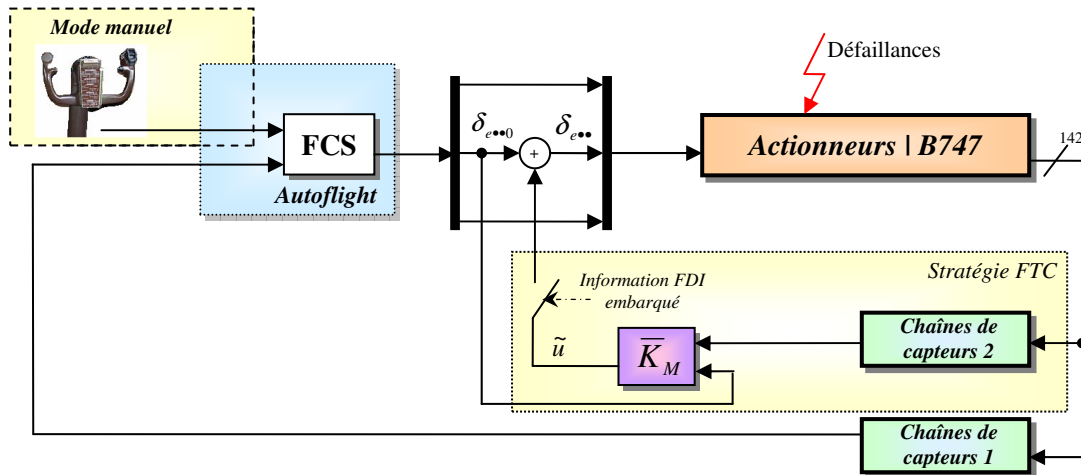 Mode manuel
Défaillances
δe••0
δe••
FCS
+
Actionneurs | B747
142
Autoflight
Stratégie FTC
Information FDI
embarqué
Chaînes de
capteurs 2
ũ
K̅M
Chaînes de
capteurs 1